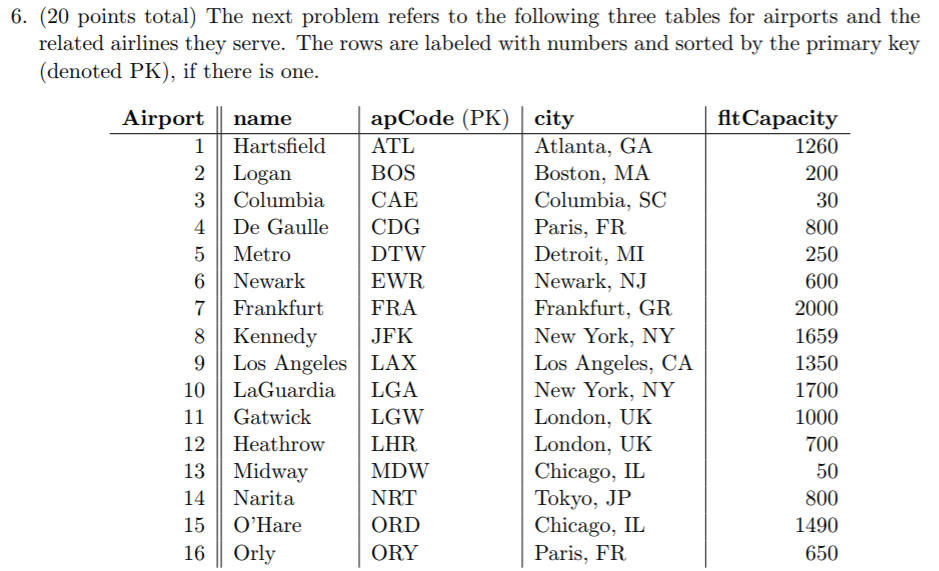 6. (20 points total) The next problem refers to the following three tables for airports and the
related airlines they serve. The rows are labeled with numbers and sorted by the primary key
(denoted PK), if there is one.
Airport name apCode (PK) city fltCapacity
1 Hartsfield ATL Atlanta, GA 1260
2 Logan BOS Boston, MA 200
3 Columbia CAE Columbia, SC 30
4 De Gaulle CDG Paris, FR 800
5 Metro DTW Detroit, MI 250
6 Newark EWR Newark, NJ 600
7 Frankfurt FRA Frankfurt, GR 2000
8 Kennedy JFK New York, NY 1659
9 Los Angeles LAX Los Angeles, CA 1350
10 LaGuardia LGA New York, NY 1700
11 Gatwick LGW London, UK 1000
12 Heathrow LHR London, UK 700
13 Midway MDW Chicago, IL 50
14 Narita NRT Tokyo, JP 800
15 O'Hare ORD Chicago, IL 1490
16 Orly ORY Paris, FR 650